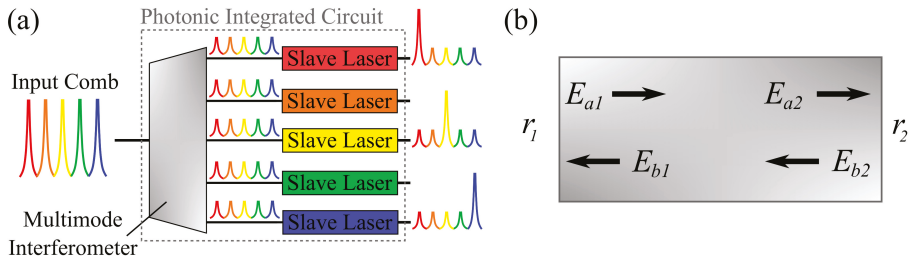 (a)
Photonic Integrated Circuit
Input Comb
Slave Laser
Slave Laser
Slave Laser
Slave Laser
Slave Laser
Multimode
Interferometer
(b)
E_{a1}
E_{a2}
r_1
r_2
E_{b1}
E_{b2}